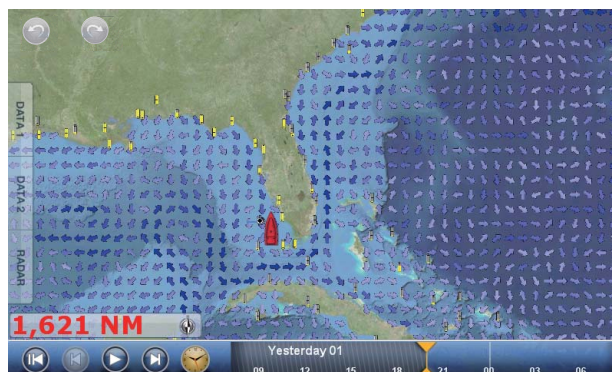 DATA 1
DATA 2
RADAR
1,621 NM
Yesterday 01
09 12 15 18 21 00 03 06